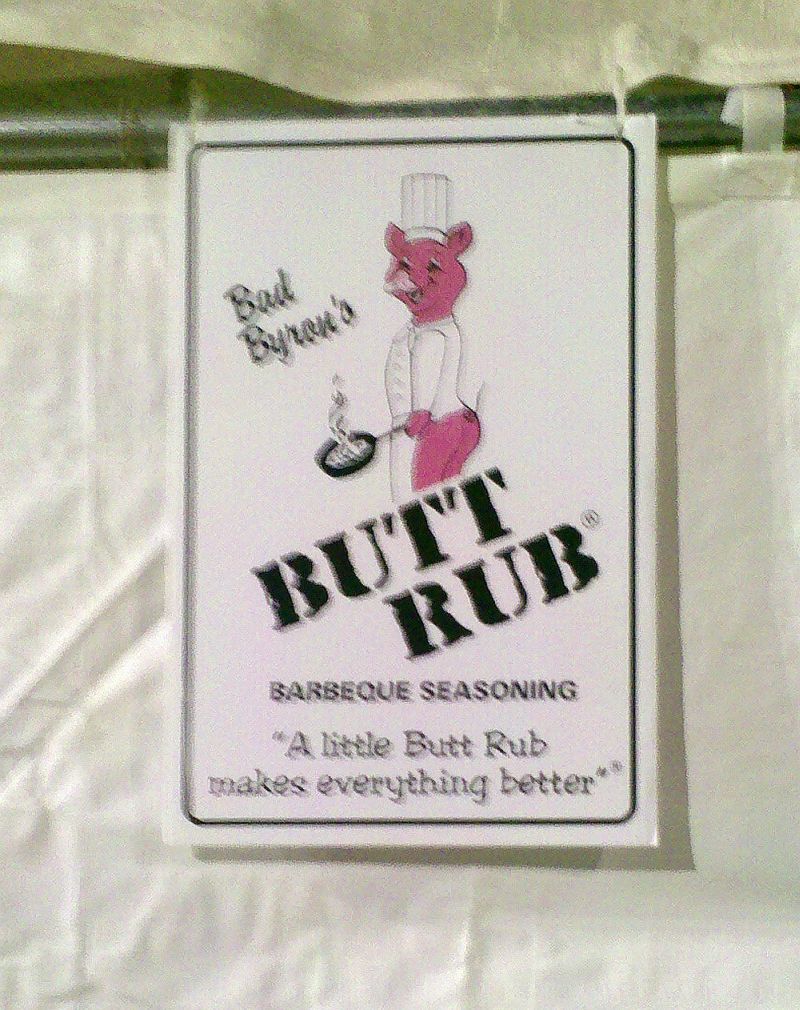 Bad
Byron's
BUTT
RUB®
BARBEQUE SEASONING
"A little Butt Rub
makes everything better"®